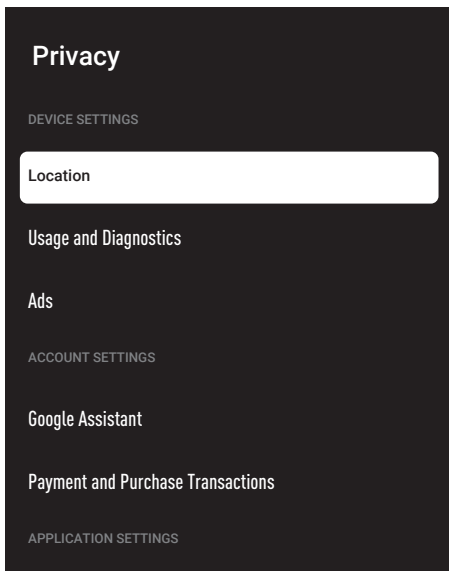 Privacy
DEVICE SETTINGS
Location
Usage and Diagnostics
Ads
ACCOUNT SETTINGS
Google Assistant
Payment and Purchase Transactions
APPLICATION SETTINGS